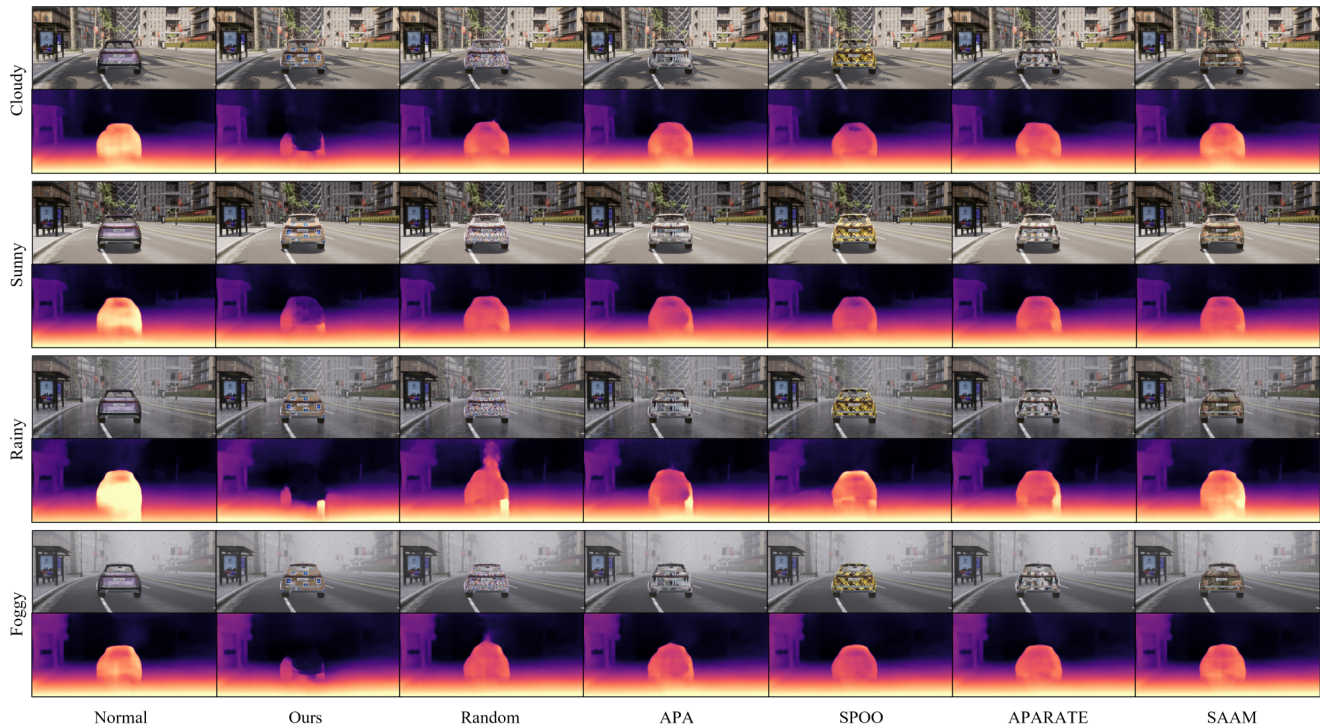 Cloudy
Sunny
Rainy
Foggy
Normal Ours Random APA SPOO APARATE SAAM